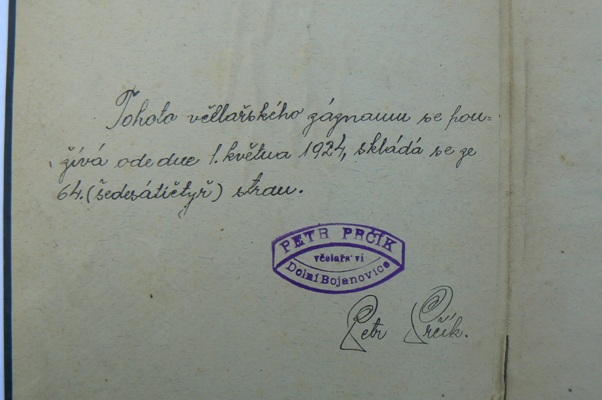 Tohoto včelařského záznamu se pou-
žívá ode dne 1. května 1924, skládá se ze
64. (šedesátičtyř) stran.
PETR PRČÍK
včelařství
Dolní Bojanovice
Petr Prčík.